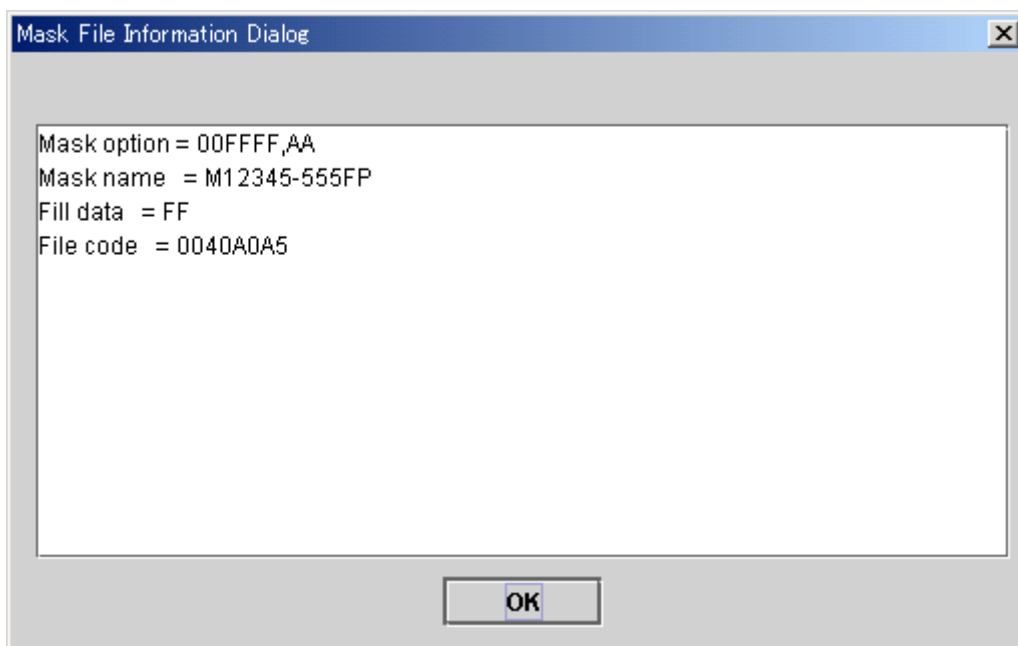 Mask File Information Dialog
Mask option = 00FFFF,AA
Mask name = M12345-555FP
Fill data = FF
File code = 0040A0A5
OK